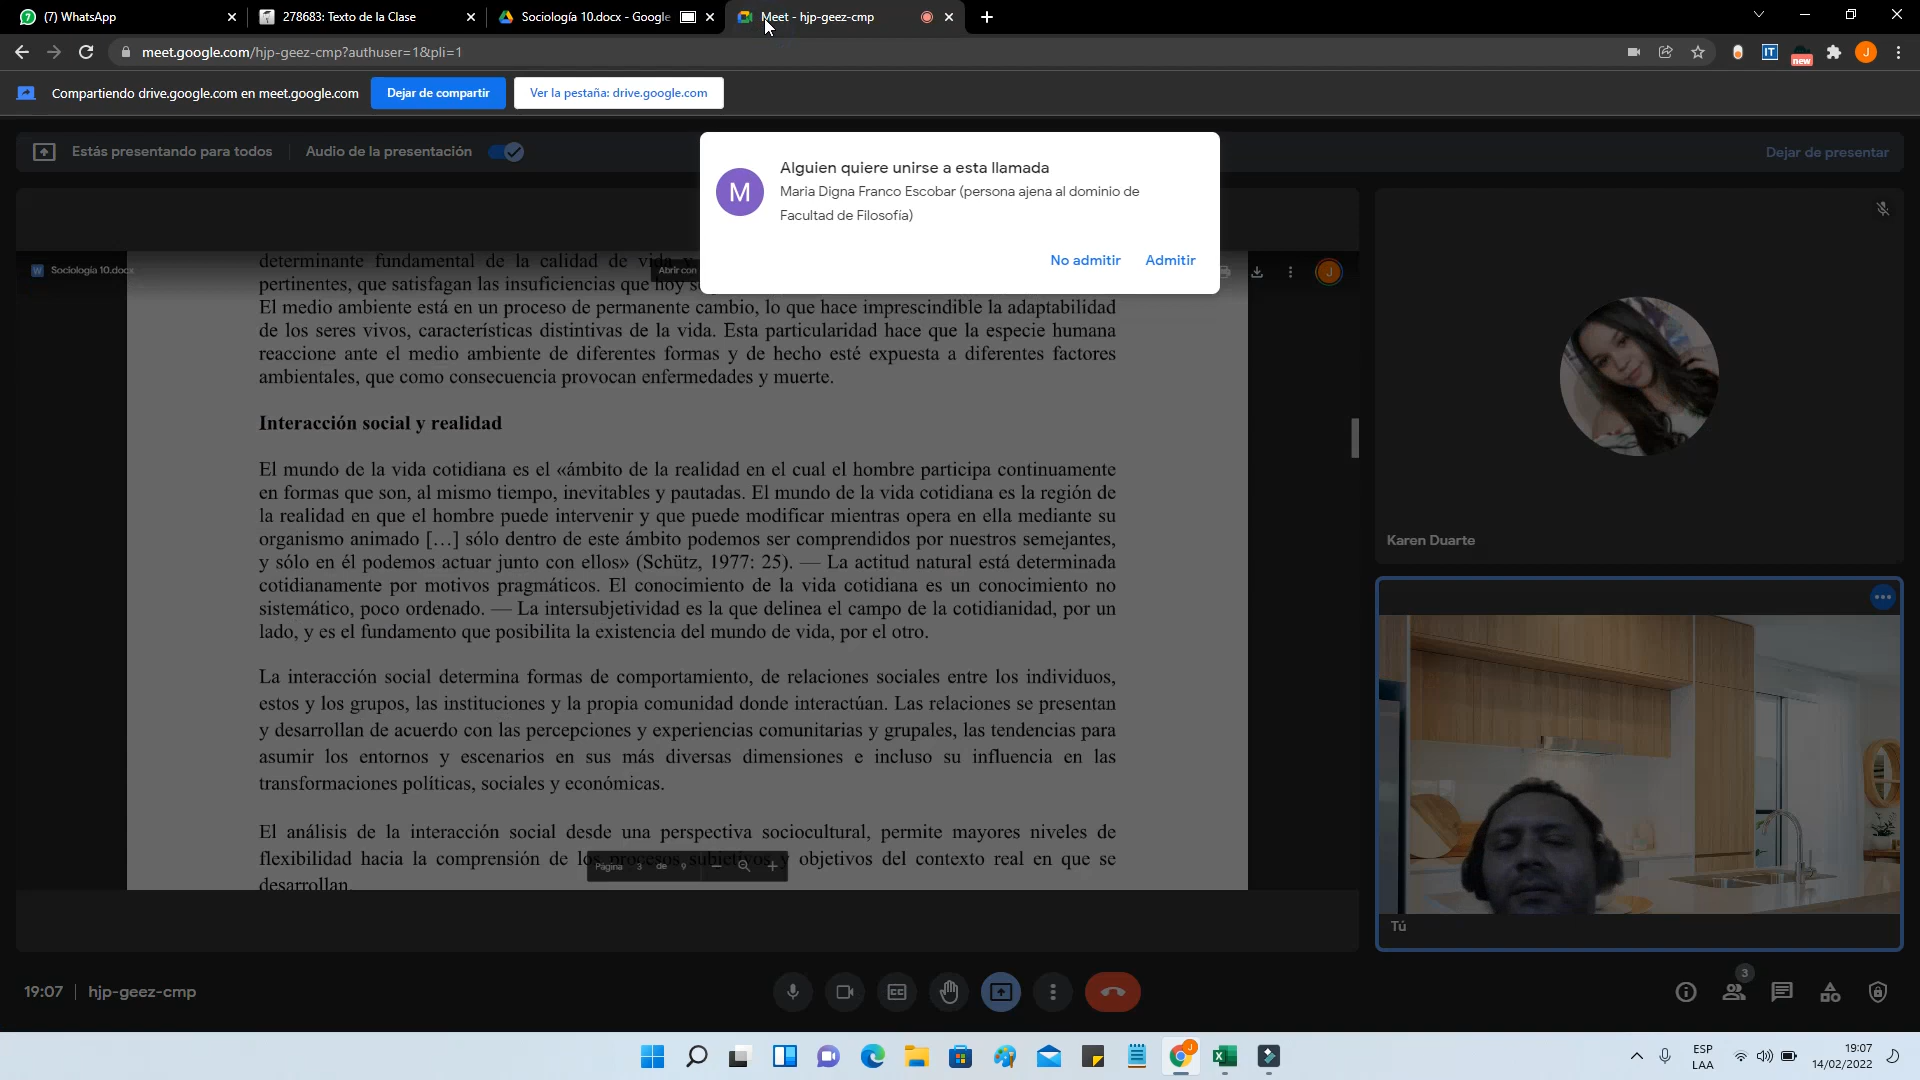 (7) WhatsApp
278683: Texto de la Clase
Sociología 10.docx - Google
Meet - hjp-geez-cmp
meet.google.com/hjp-geez-cmp?authuser=1&pli=1
IT
new
J
Compartiendo drive.google.com en meet.google.com
Dejar de compartir
Ver la pestaña: drive.google.com
Estás presentando para todos
Audio de la presentación
Dejar de presentar
M
Alguien quiere unirse a esta llamada
Maria Digna Franco Escobar (persona ajena al dominio de
Facultad de Filosofía)
No admitir
Admitir
W
Sociología 10.docx
Abrir con
J
determinante fundamental de la calidad de vida y
pertinentes, que satisfagan las insuficiencias que hoy s
El medio ambiente está en un proceso de permanente cambio, lo que hace imprescindible la adaptabilidad
de los seres vivos, características distintivas de la vida. Esta particularidad hace que la especie humana
reaccione ante el medio ambiente de diferentes formas y de hecho esté expuesta a diferentes factores
ambientales, que como consecuencia provocan enfermedades y muerte.
Interacción social y realidad
El mundo de la vida cotidiana es el «ámbito de la realidad en el cual el hombre participa continuamente
en formas que son, al mismo tiempo, inevitables y pautadas. El mundo de la vida cotidiana es la región de
la realidad en que el hombre puede intervenir y que puede modificar mientras opera en ella mediante su
organismo animado […] sólo dentro de este ámbito podemos ser comprendidos por nuestros semejantes,
y sólo en él podemos actuar junto con ellos» (Schütz, 1977: 25). — La actitud natural está determinada
cotidianamente por motivos pragmáticos. El conocimiento de la vida cotidiana es un conocimiento no
sistemático, poco ordenado. — La intersubjetividad es la que delinea el campo de la cotidianidad, por un
lado, y es el fundamento que posibilita la existencia del mundo de vida, por el otro.
La interacción social determina formas de comportamiento, de relaciones sociales entre los individuos,
estos y los grupos, las instituciones y la propia comunidad donde interactúan. Las relaciones se presentan
y desarrollan de acuerdo con las percepciones y experiencias comunitarias y grupales, las tendencias para
asumir los entornos y escenarios en sus más diversas dimensiones e incluso su influencia en las
transformaciones políticas, sociales y económicas.
El análisis de la interacción social desde una perspectiva sociocultural, permite mayores niveles de
flexibilidad hacia la comprensión de los procesos subjetivos y objetivos del contexto real en que se
desarrollan.
Página 3 de 9
Karen Duarte
Tú
19:07 | hjp-geez-cmp
3
J
ESP
LAA
19:07
14/02/2022